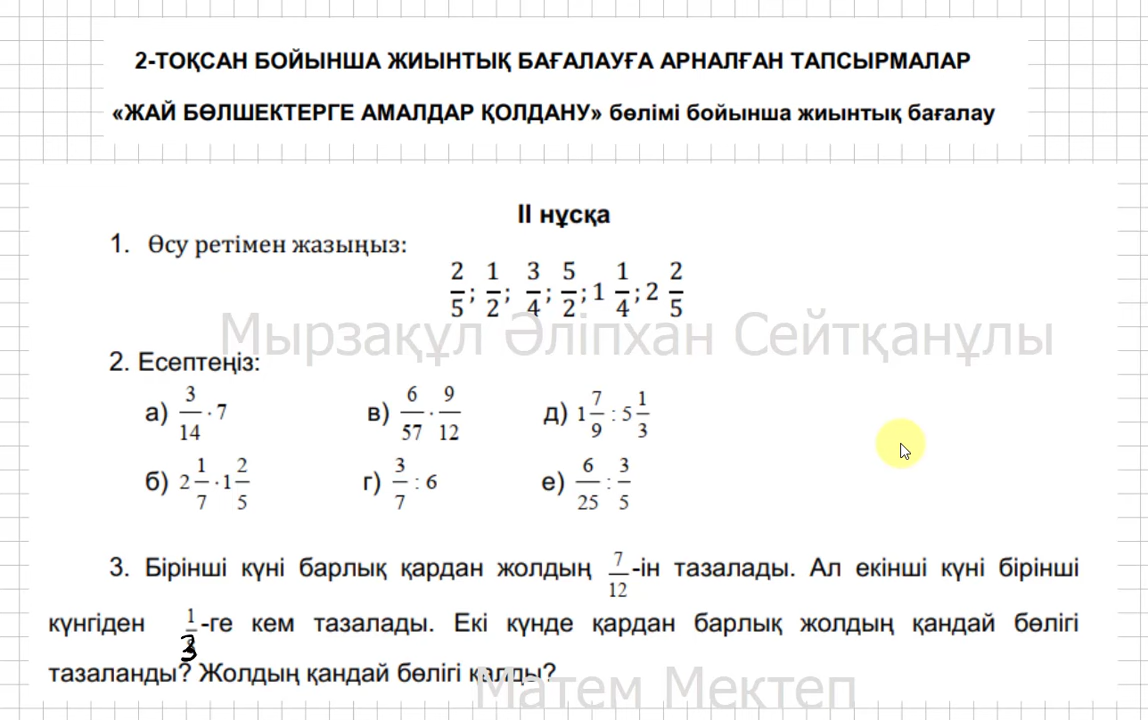 2-ТОҚСАН БОЙЫНША ЖИЫНТЫҚ БАҒАЛАУҒА АРНАЛҒАН ТАПСЫРМАЛАР
«ЖАЙ БӨЛШЕКТЕРГЕ АМАЛДАР ҚОЛДАНУ» бөлімі бойынша жиынтық бағалау
II нұсқа
1. Өсу ретімен жазыңыз:
2/5; 1/2; 3/4; 5/2; 1 1/4; 2 2/5
Мырзақұл Әліпхан Сейтқанұлы
2. Есептеңіз:
а) 3/14 · 7 в) 6/57 · 9/12 д) 1 7/9 : 5 1/3
б) 2 1/7 · 1 2/5 г) 3/7 : 6 е) 6/25 : 3/5
3. Бірінші күні барлық қардан жолдың 7/12-ін тазалады. Ал екінші күні бірінші
күнгіден 1/3-ге кем тазалады. Екі күнде қардан барлық жолдың қандай бөлігі
тазаланды? Жолдың қандай бөлігі қалды?
Матем Мектеп